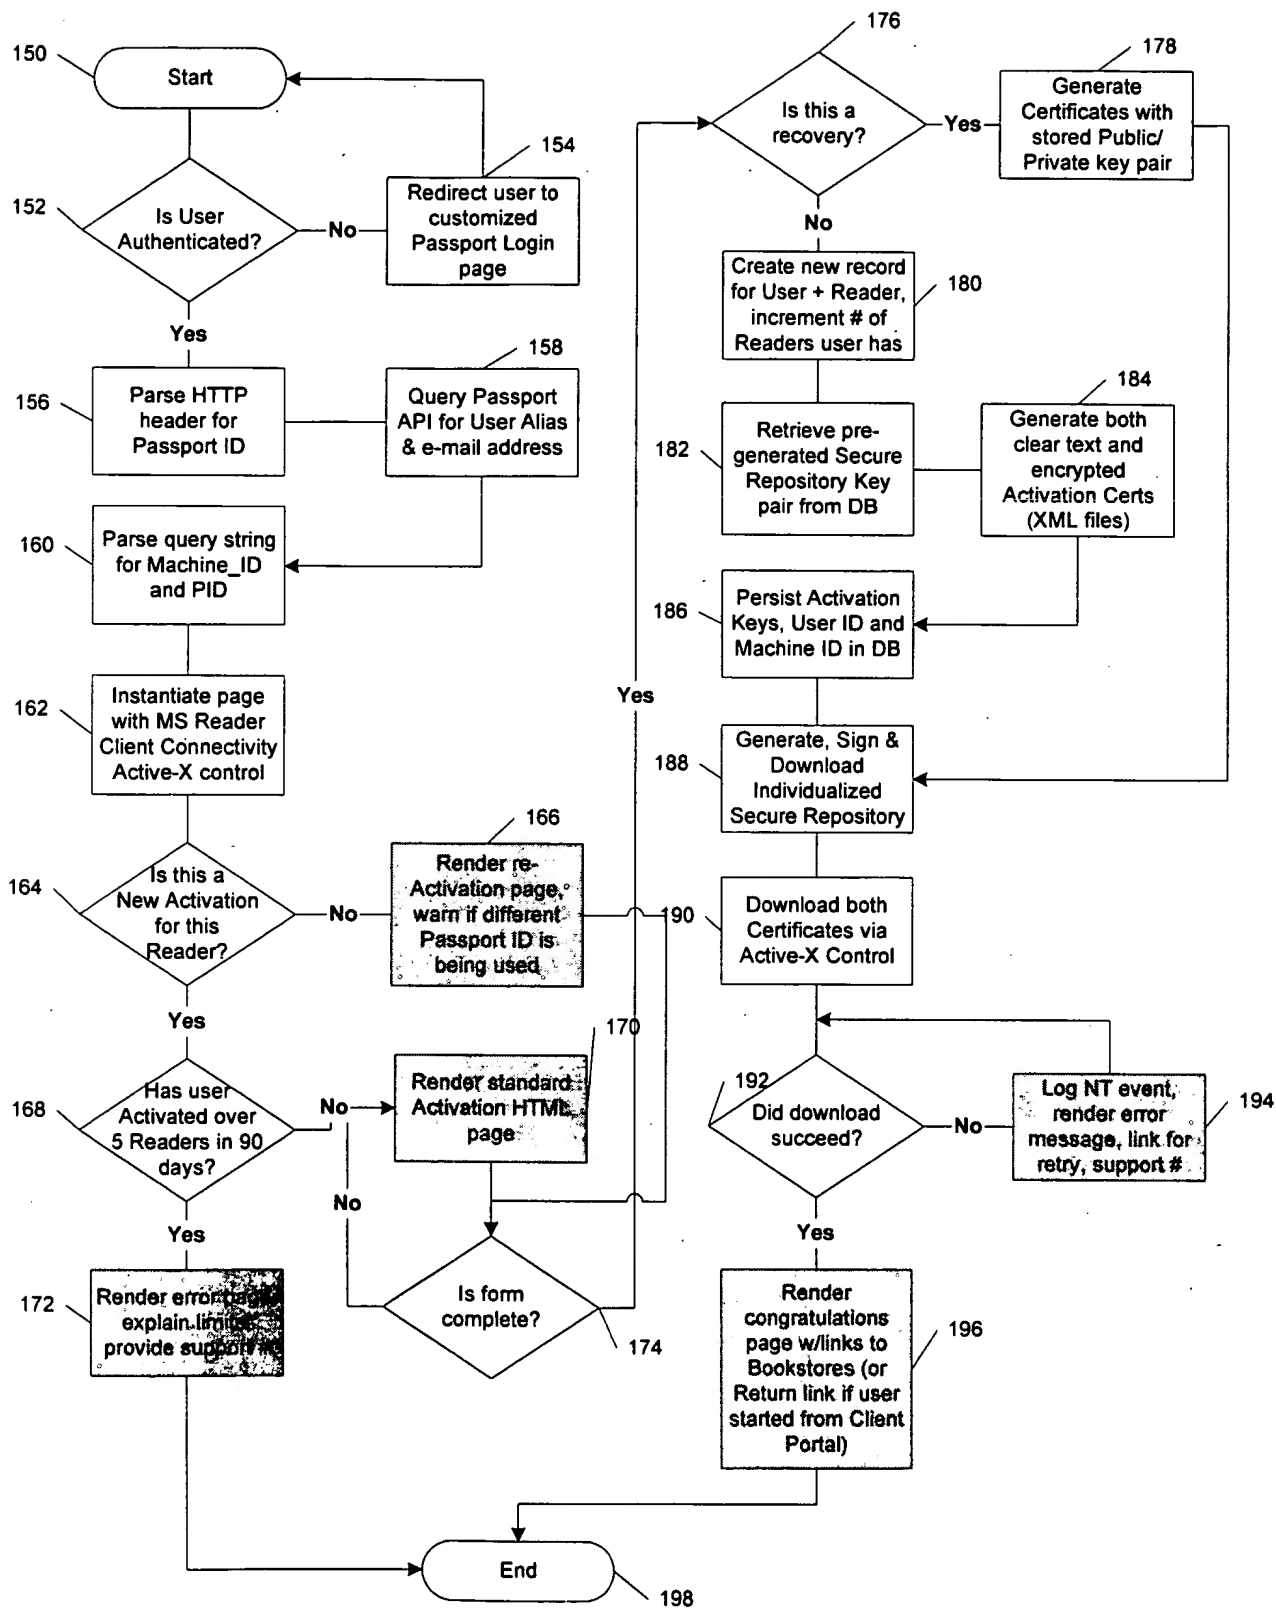 150
Start
152
Is User
Authenticated?
No
154
Redirect user to
customized
Passport Login
page
Yes
156
Parse HTTP
header for
Passport ID
158
Query Passport
API for User Alias
& e-mail address
160
Parse query string
for Machine_ID
and PID
162
Instantiate page
with MS Reader
Client Connectivity
Active-X control
164
Is this a
New Activation
for this
Reader?
No
166
Render re-
Activation page,
warn if different
Passport ID is
being used
Yes
168
Has user
Activated over
5 Readers in 90
days?
No
170
Render standard
Activation HTML
page
No
Yes
172
Render error page
explain limits,
provide support #
Is form
complete?
174
Yes
176
Is this a
recovery?
Yes
178
Generate
Certificates with
stored Public/
Private key pair
No
180
Create new record
for User + Reader,
increment # of
Readers user has
182
Retrieve pre-
generated Secure
Repository Key
pair from DB
184
Generate both
clear text and
encrypted
Activation Certs
(XML files)
186
Persist Activation
Keys, User ID and
Machine ID in DB
188
Generate, Sign &
Download
Individualized
Secure Repository
190
Download both
Certificates via
Active-X Control
192
Did download
succeed?
No
194
Log NT event,
render error
message, link for
retry, support #
Yes
196
Render
congratulations
page w/links to
Bookstores (or
Return link if user
started from Client
Portal)
End
198